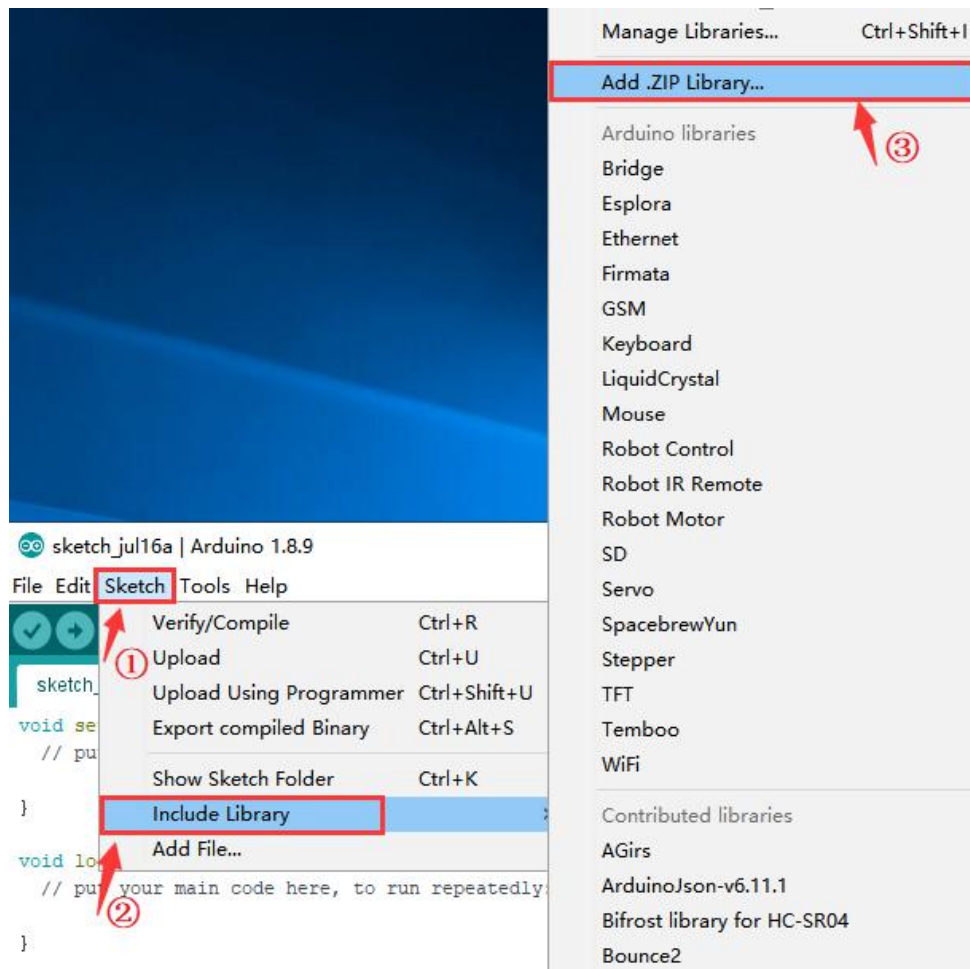 Manage Libraries... Ctrl+Shift+I
Add .ZIP Library...
③
Arduino libraries
Bridge
Esplora
Ethernet
Firmata
GSM
Keyboard
LiquidCrystal
Mouse
Robot Control
Robot IR Remote
Robot Motor
SD
Servo
SpacebrewYun
Stepper
TFT
Temboo
WiFi
Contributed libraries
AGirs
ArduinoJson-v6.11.1
Bifrost library for HC-SR04
Bounce2
sketch_jul16a | Arduino 1.8.9
File Edit Sketch Tools Help
①
Verify/Compile Ctrl+R
Upload Ctrl+U
Upload Using Programmer Ctrl+Shift+U
Export compiled Binary Ctrl+Alt+S
Show Sketch Folder Ctrl+K
Include Library
Add File...
②
sketch_
void se
// pu
}
void lo
// put your main code here, to run repeatedly:
}